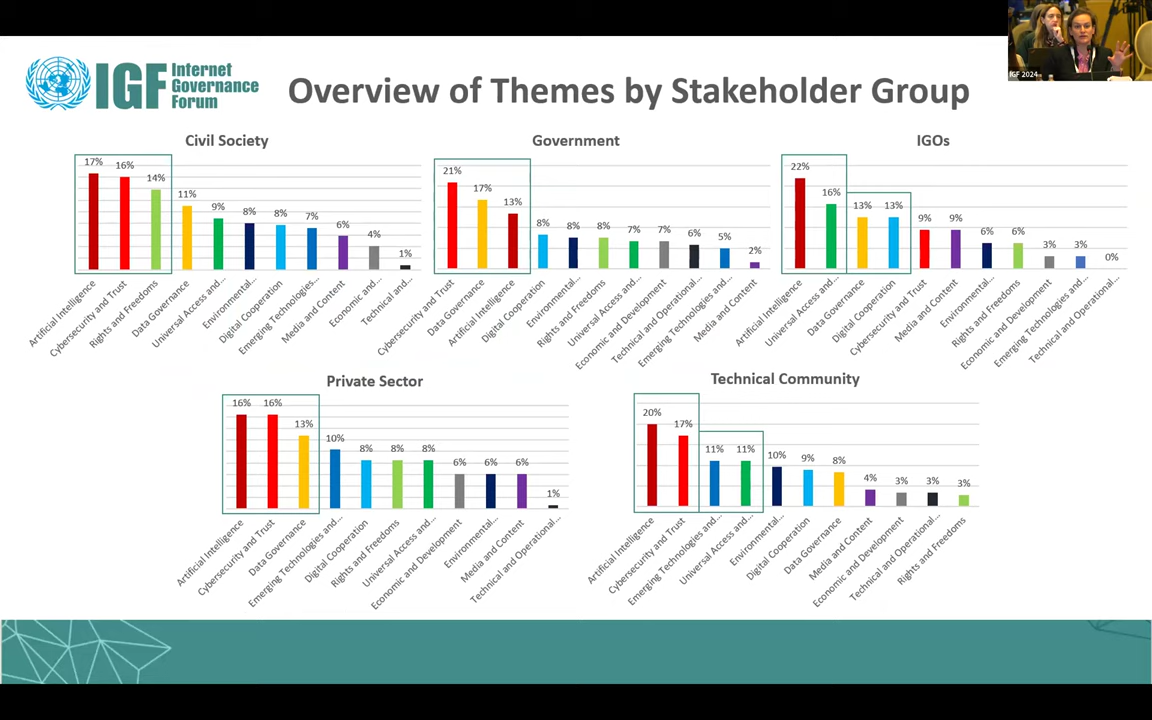 IGF 2024
IGF
Internet
Governance
Forum
Overview of Themes by Stakeholder Group
Civil Society
17%
16%
14%
11%
9%
8%
8%
7%
6%
4%
1%
Artificial Intelligence
Cybersecurity and Trust
Rights and Freedoms
Data Governance
Universal Access and...
Environmental...
Digital Cooperation
Emerging Technologies...
Media and Content
Economic and...
Technical and...
Government
21%
17%
13%
8%
8%
8%
7%
7%
6%
5%
2%
Cybersecurity and Trust
Data Governance
Artificial Intelligence
Digital Cooperation
Environmental...
Rights and Freedoms
Universal Access and...
Economic and Development
Technical and Operational...
Emerging Technologies and...
Media and Content
IGOs
22%
16%
13%
13%
9%
9%
6%
6%
3%
3%
0%
Artificial Intelligence
Universal Access and...
Data Governance
Digital Cooperation
Cybersecurity and Trust
Media and Content
Environmental...
Rights and Freedoms
Economic and Development
Emerging Technologies and...
Technical and Operational...
Private Sector
16%
16%
13%
10%
8%
8%
8%
6%
6%
6%
1%
Artificial Intelligence
Cybersecurity and Trust
Data Governance
Emerging Technologies and...
Digital Cooperation
Rights and Freedoms
Universal Access and...
Economic and Development
Environmental...
Media and Content
Technical and Operational...
Technical Community
20%
17%
11%
11%
10%
9%
8%
4%
3%
3%
3%
Artificial Intelligence
Cybersecurity and Trust
Emerging Technologies and...
Universal Access and...
Environmental...
Digital Cooperation
Data Governance
Media and Content
Economic and Development
Technical and Operational...
Rights and Freedoms